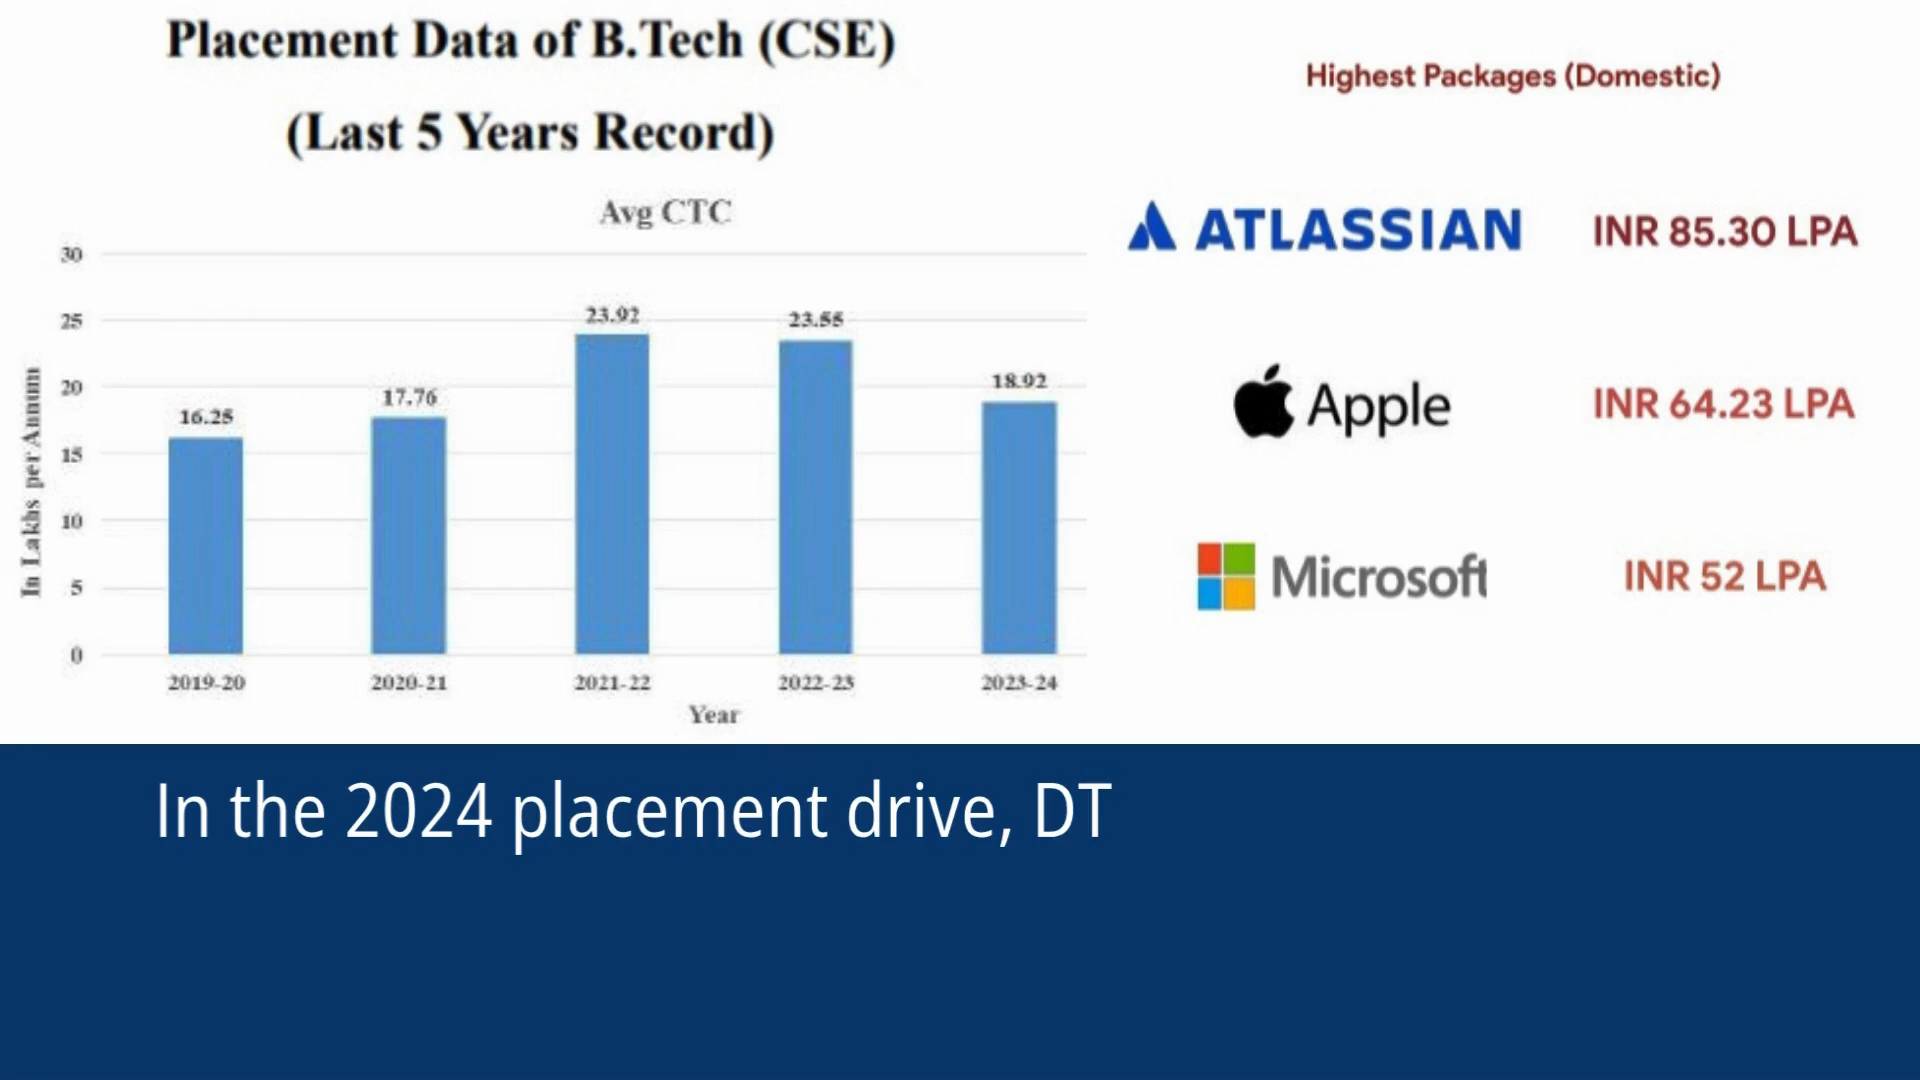 Placement Data of B.Tech (CSE)
(Last 5 Years Record)
Avg CTC
30
25
20
15
10
5
0
In Lakhs per Annum
16.25
17.76
23.92
23.55
18.92
2019-20
2020-21
2021-22
2022-23
2023-24
Year
Highest Packages (Domestic)
ATLASSIAN INR 85.30 LPA
Apple INR 64.23 LPA
Microsoft INR 52 LPA
In the 2024 placement drive, DT